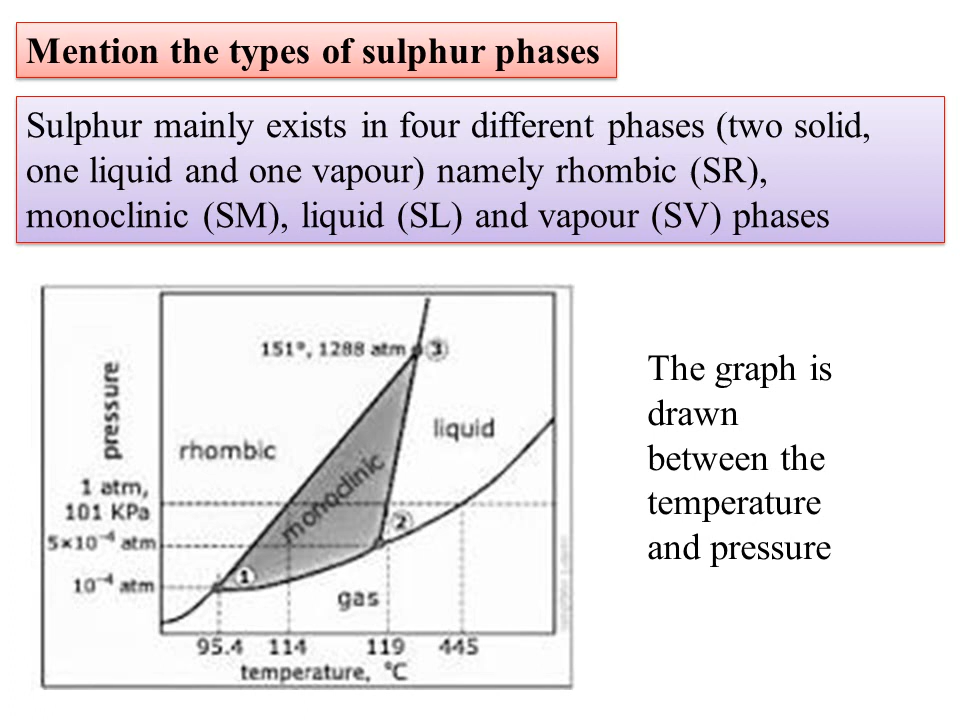 Mention the types of sulphur phases
Sulphur mainly exists in four different phases (two solid,
one liquid and one vapour) namely rhombic (SR),
monoclinic (SM), liquid (SL) and vapour (SV) phases
151°, 1288 atm ③
pressure
rhombic
liquid
monoclinic
1 atm,
101 KPa
②
5×10⁻⁴ atm
①
10⁻⁴ atm
gas
95.4 114 119 445
temperature, °C
The graph is
drawn
between the
temperature
and pressure